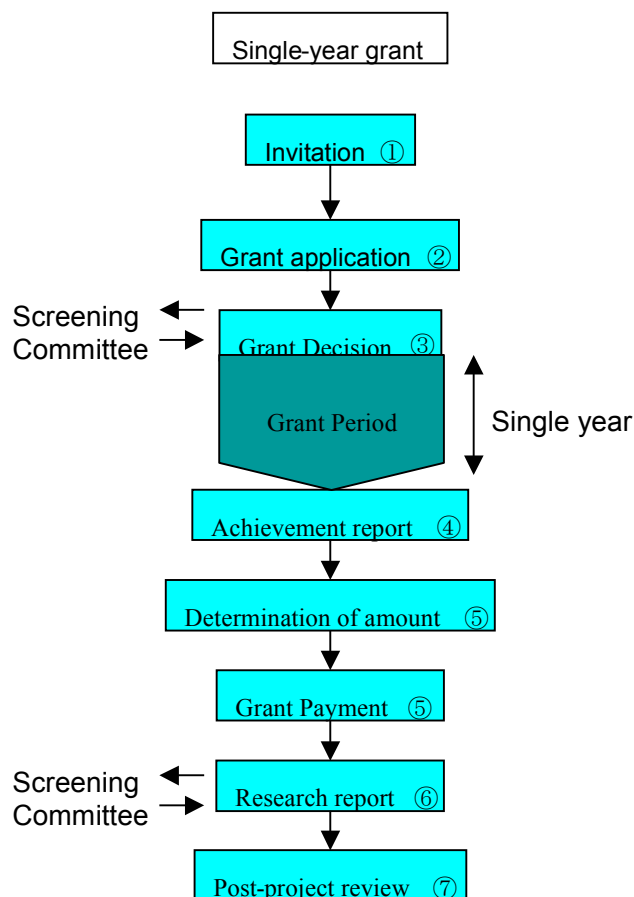 Single-year grant
Invitation ①
Grant application ②
Screening
Committee
Grant Decision ③
Grant Period
Single year
Achievement report ④
Determination of amount ⑤
Grant Payment ⑤
Screening
Committee
Research report ⑥
Post-project review ⑦